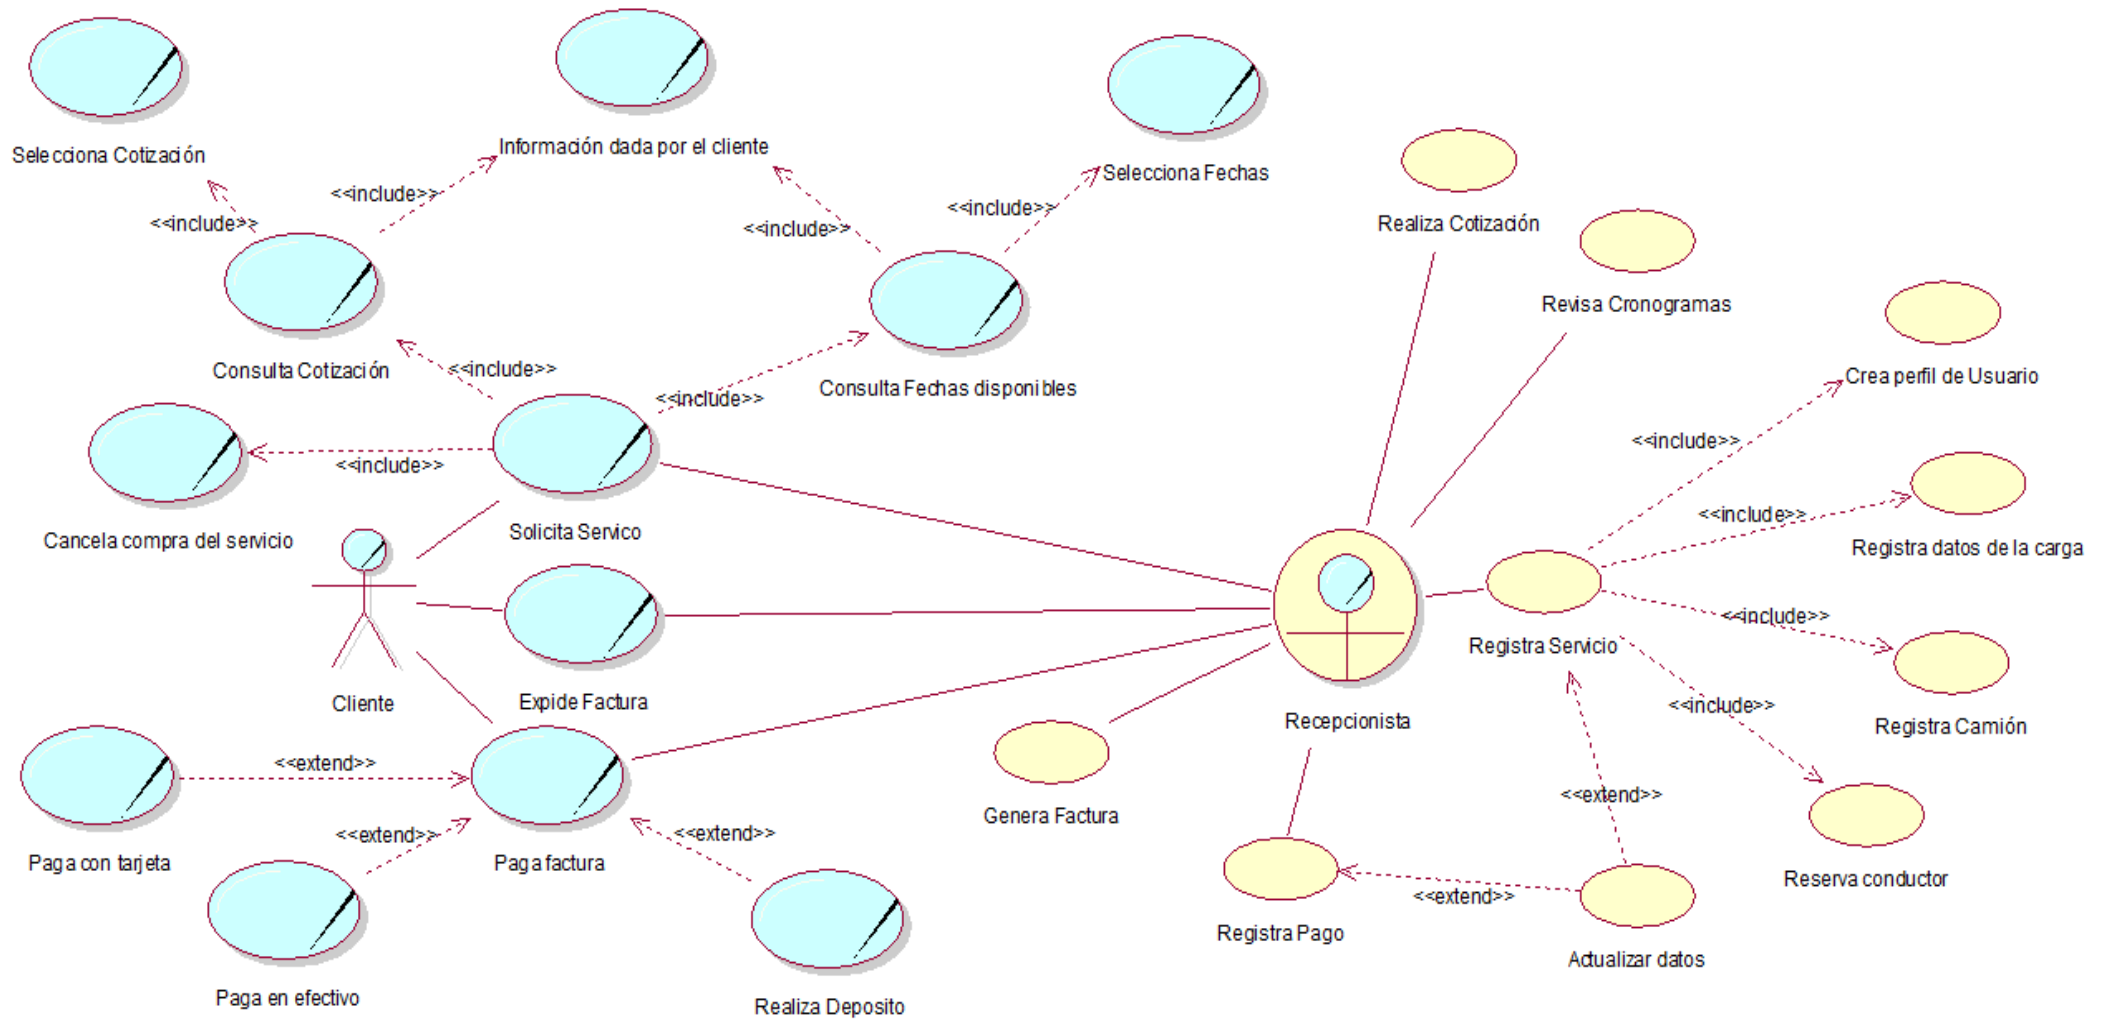 Selecciona Cotización
Información dada por el cliente
Selecciona Fechas
<<include>>
<<include>>
<<include>>
<<include>>
Realiza Cotización
Revisa Cronogramas
Consulta Cotización
Consulta Fechas disponibles
Crea perfil de Usuario
<<include>>
<<include>>
<<include>>
<<include>>
Cancela compra del servicio
Solicita Servico
<<include>>
Registra datos de la carga
<<include>>
Registra Servicio
Cliente
Expide Factura
Recepcionista
<<include>>
Registra Camión
<<extend>>
<<extend>>
Genera Factura
<<extend>>
<<extend>>
Paga con tarjeta
Paga factura
Reserva conductor
<<extend>>
Registra Pago
Actualizar datos
Paga en efectivo
Realiza Deposito